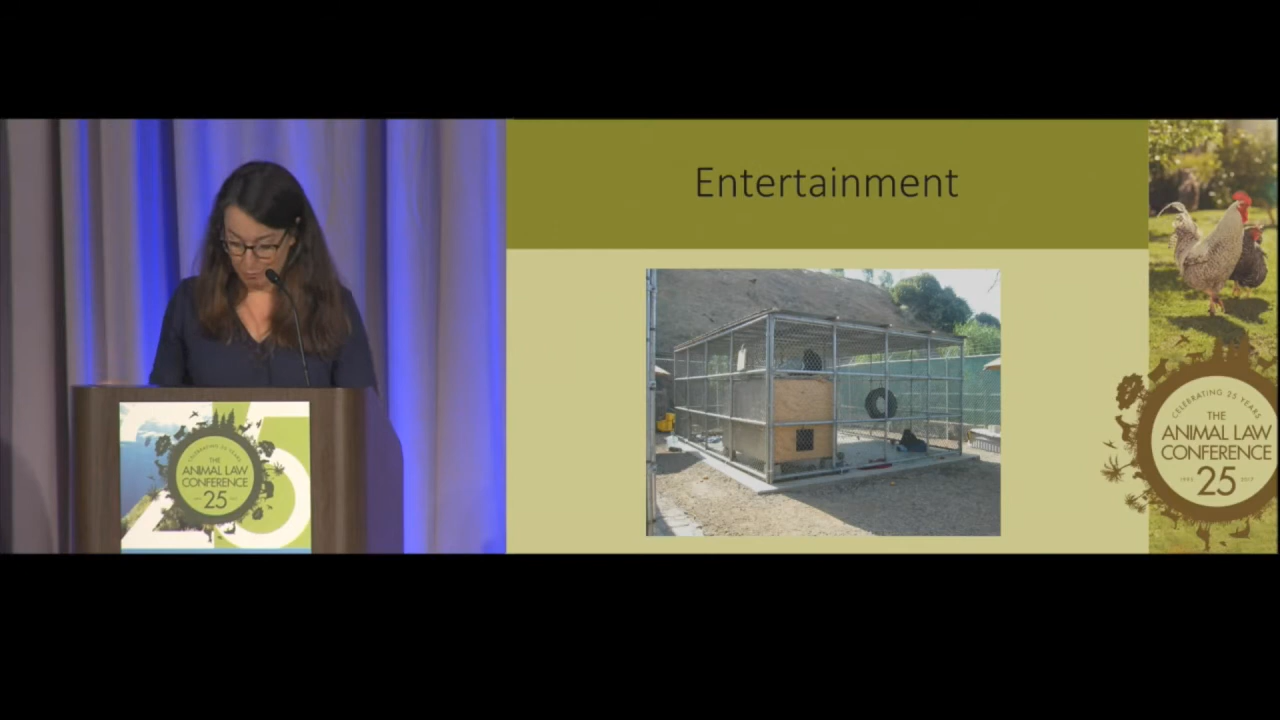 Entertainment
CELEBRATING 25 YEARS
THE
ANIMAL LAW
CONFERENCE
25
THE
ANIMAL LAW
CONFERENCE
25